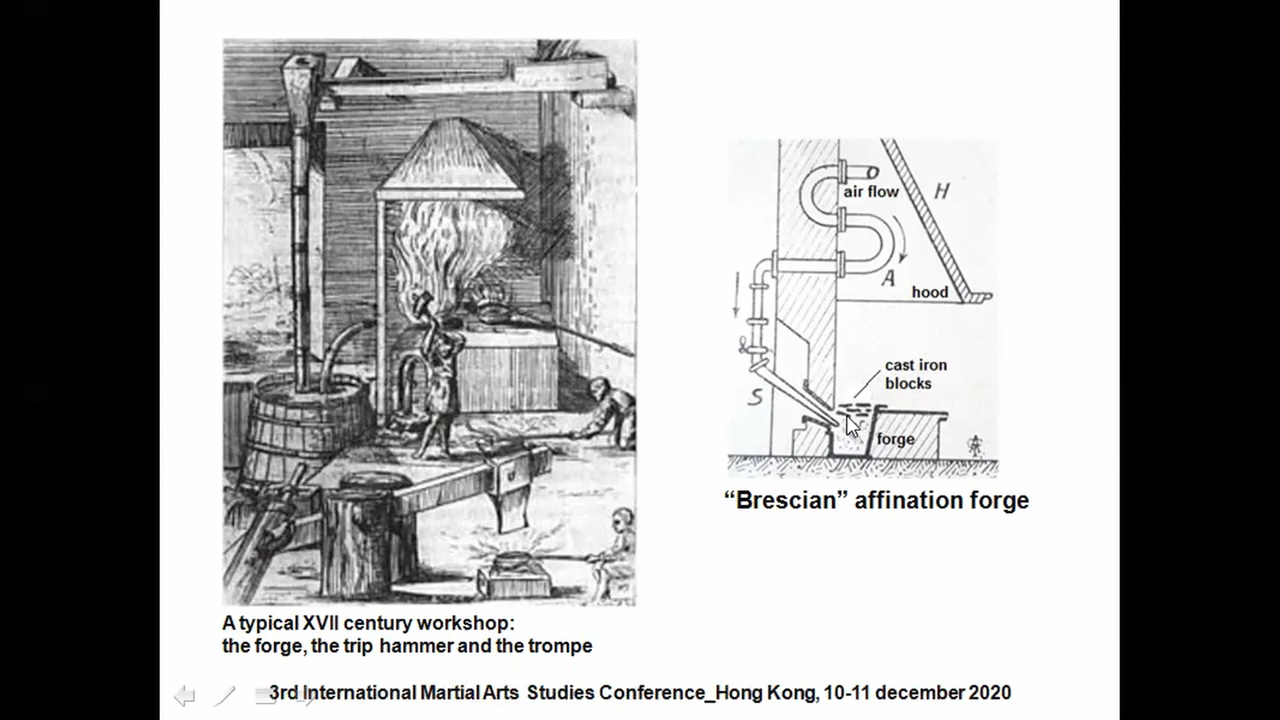 air flow
H
A
hood
cast iron
blocks
S
forge
“Brescian” affination forge
A typical XVII century workshop:
the forge, the trip hammer and the trompe
3rd International Martial Arts Studies Conference_Hong Kong, 10-11 december 2020